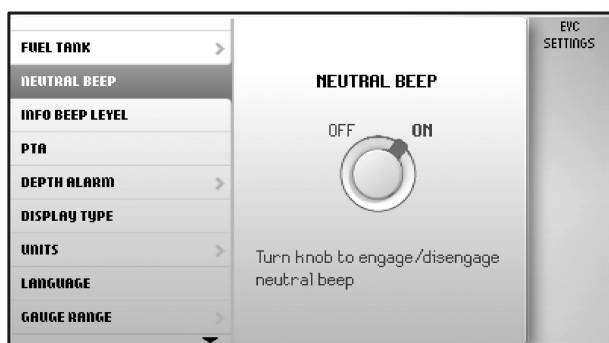 FUEL TANK
NEUTRAL BEEP
INFO BEEP LEVEL
PTA
DEPTH ALARM
DISPLAY TYPE
UNITS
LANGUAGE
GAUGE RANGE
NEUTRAL BEEP
OFF ON
Turn knob to engage/disengage
neutral beep
EVC
SETTINGS